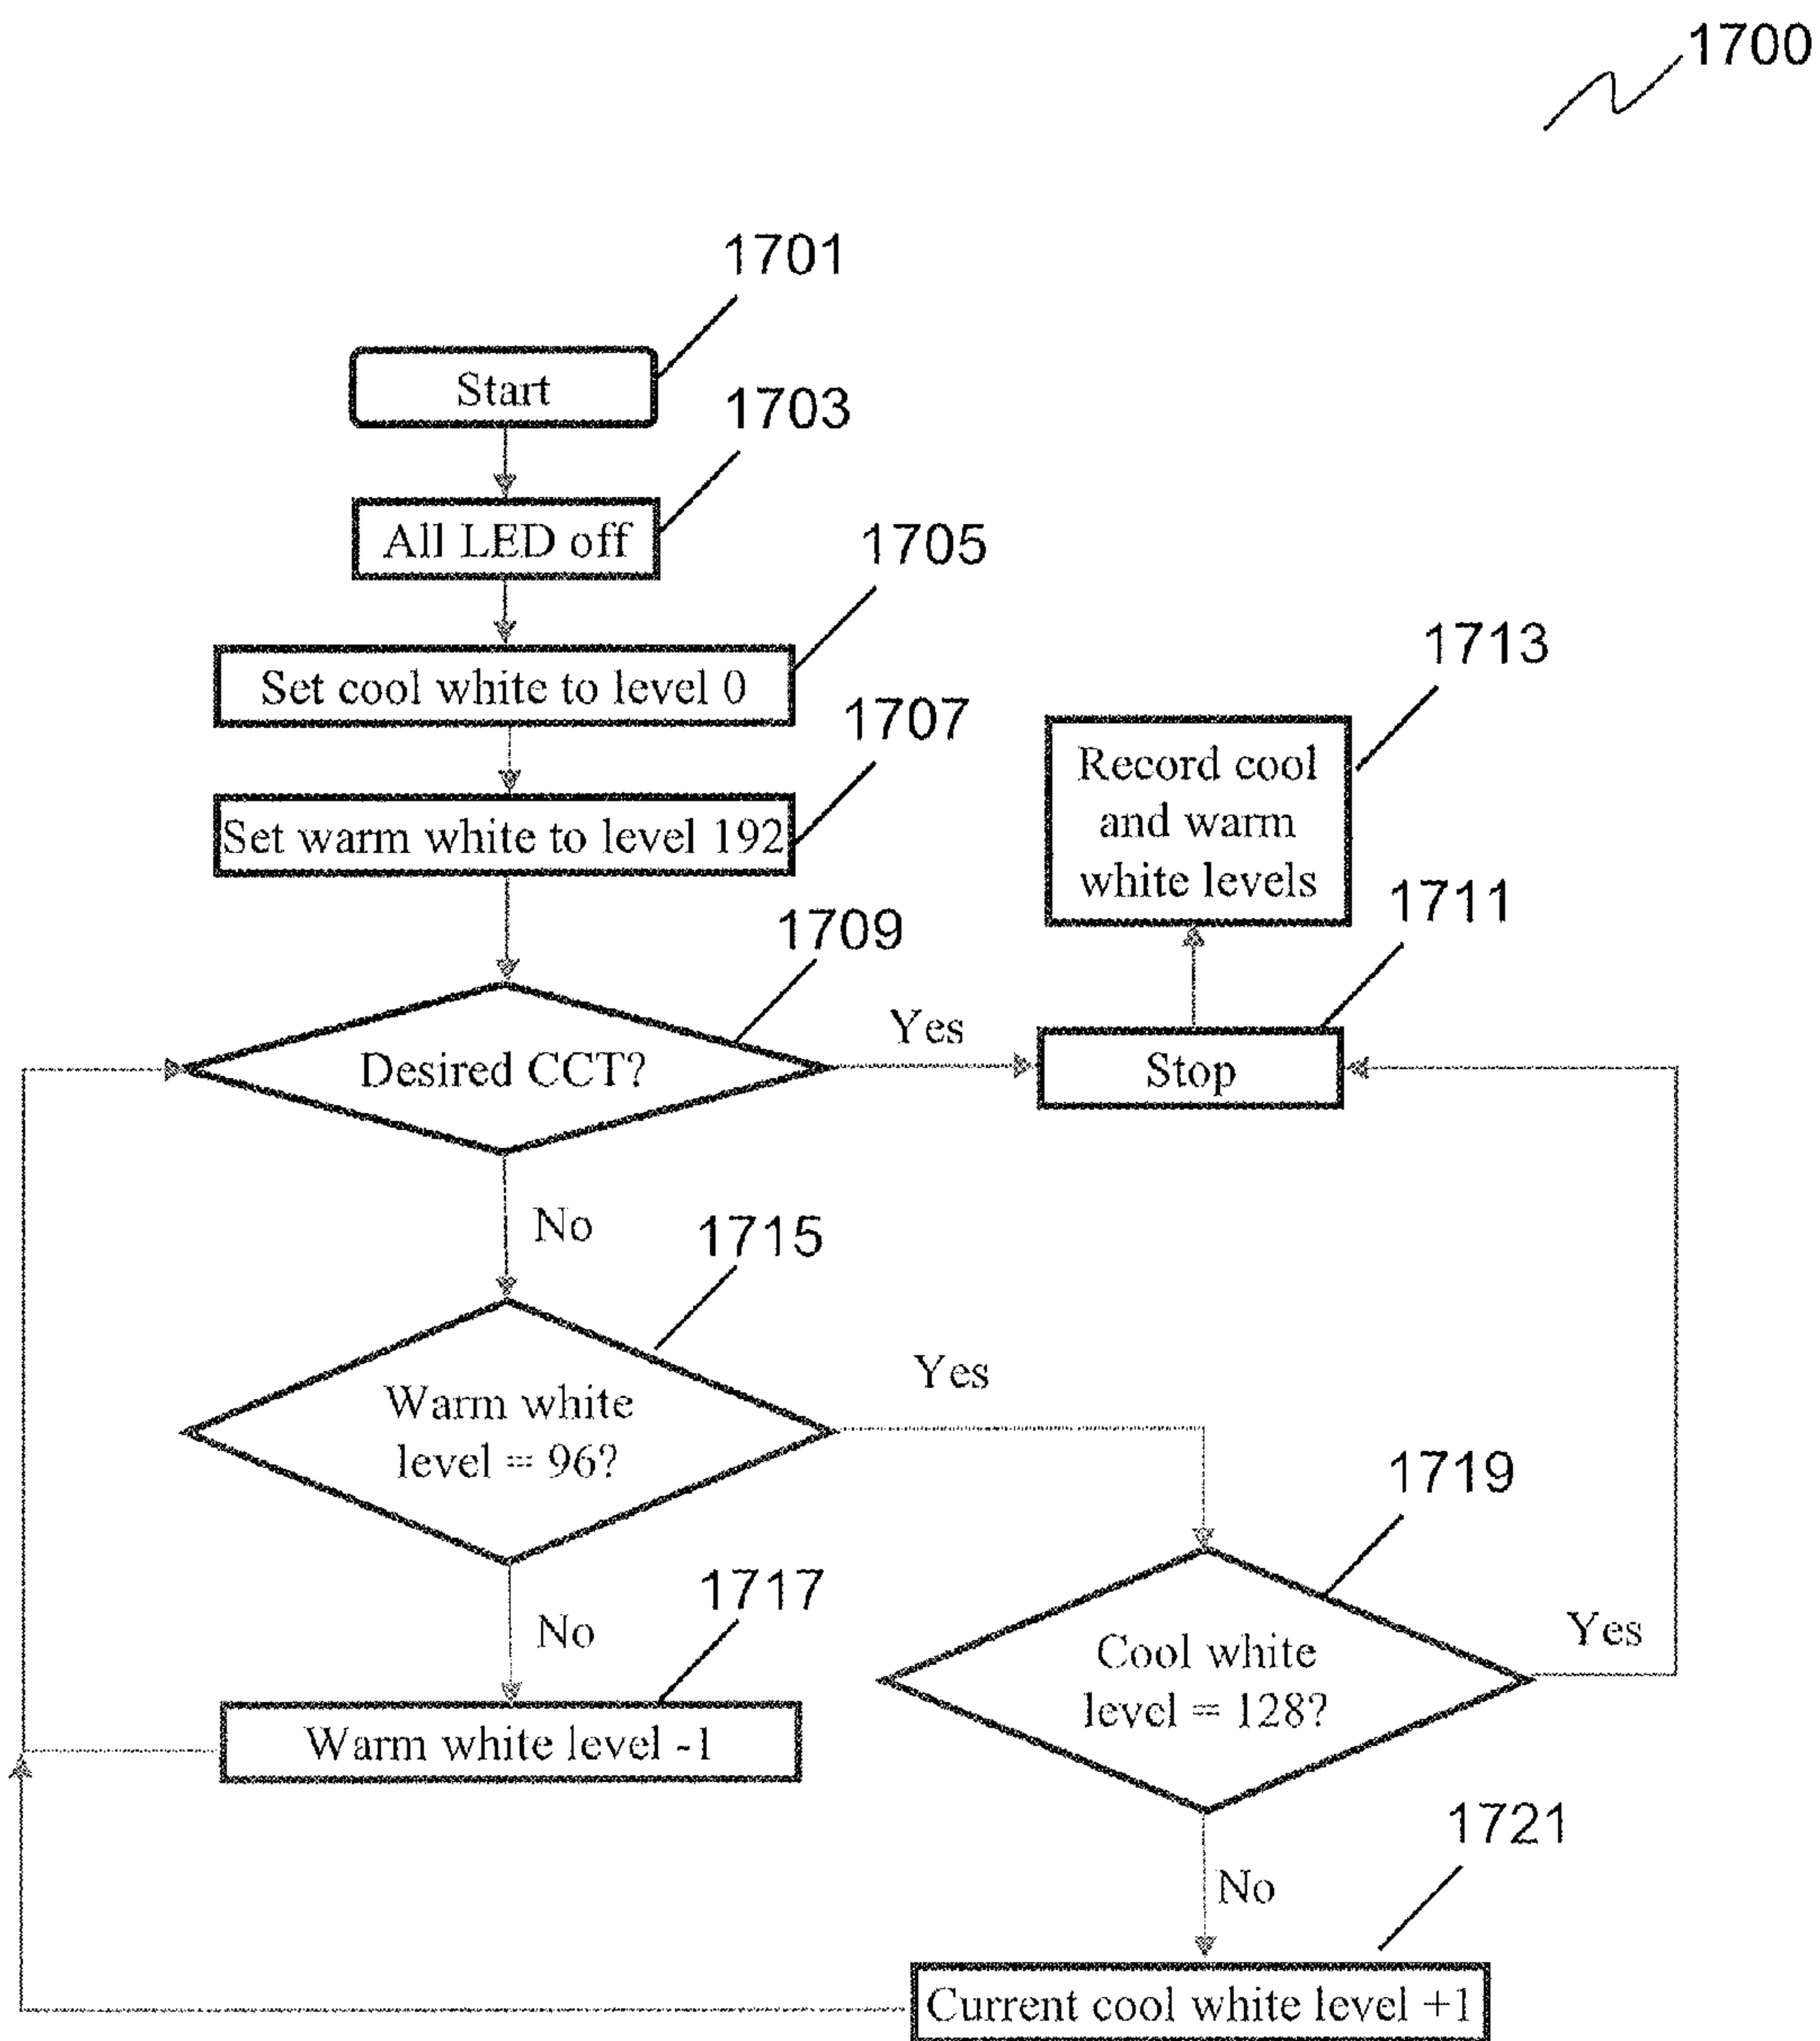 1700
1701
Start
1703
All LED off
1705
Set cool white to level 0
1707
Set warm white to level 192
1713
Record cool
and warm
white levels
1709
Desired CCT?
Yes
1711
Stop
No
1715
Warm white
level = 96?
Yes
1719
Cool white
level = 128?
Yes
No
1717
Warm white level -1
No
1721
Current cool white level +1